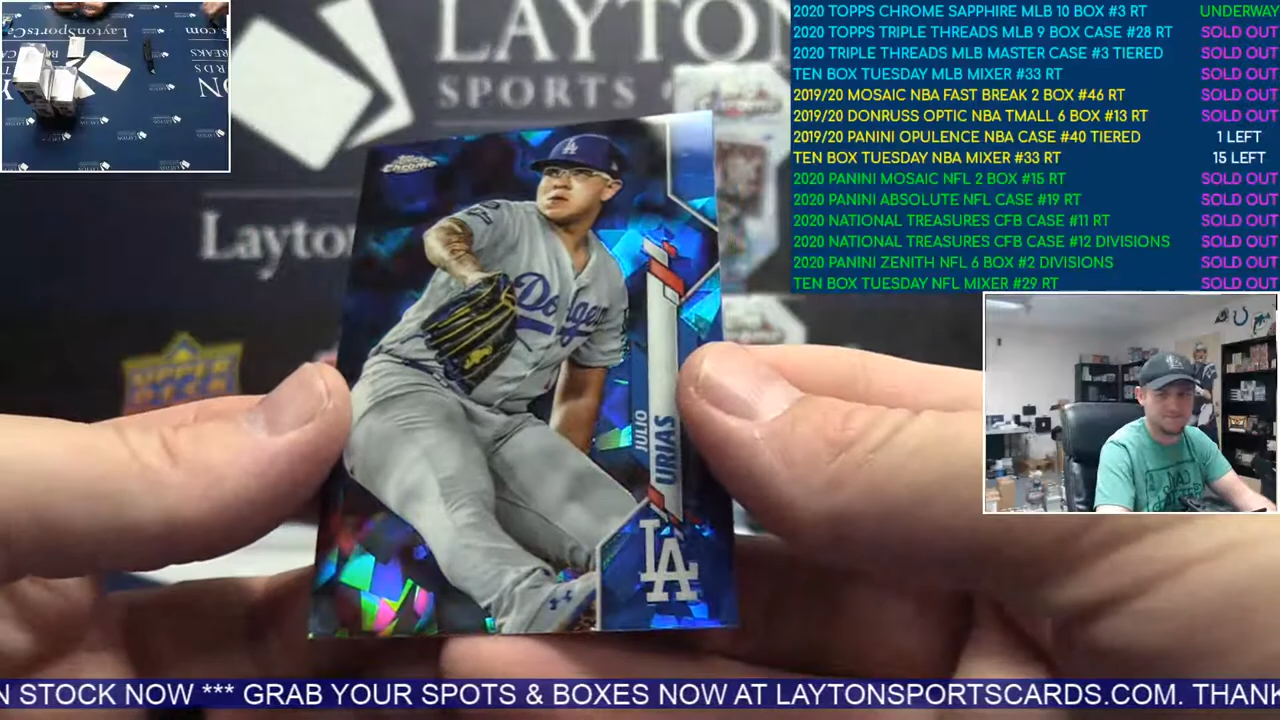 LAYTON
SPORTS C
Layton
LaytonSportsCa
UPPER
Chrome
LA
Dodgers
JULIO
URIAS
LA
2020 TOPPS CHROME SAPPHIRE MLB 10 BOX #3 RT UNDERWAY
2020 TOPPS TRIPLE THREADS MLB 9 BOX CASE #28 RT SOLD OUT
2020 TRIPLE THREADS MLB MASTER CASE #3 TIERED SOLD OUT
TEN BOX TUESDAY MLB MIXER #33 RT SOLD OUT
2019/20 MOSAIC NBA FAST BREAK 2 BOX #46 RT SOLD OUT
2019/20 DONRUSS OPTIC NBA TMALL 6 BOX #13 RT SOLD OUT
2019/20 PANINI OPULENCE NBA CASE #40 TIERED 1 LEFT
TEN BOX TUESDAY NBA MIXER #33 RT 15 LEFT
2020 PANINI MOSAIC NFL 2 BOX #15 RT SOLD OUT
2020 PANINI ABSOLUTE NFL CASE #19 RT SOLD OUT
2020 NATIONAL TREASURES CFB CASE #11 RT SOLD OUT
2020 NATIONAL TREASURES CFB CASE #12 DIVISIONS SOLD OUT
2020 PANINI ZENITH NFL 6 BOX #2 DIVISIONS SOLD OUT
TEN BOX TUESDAY NFL MIXER #29 RT SOLD OUT
N STOCK NOW *** GRAB YOUR SPOTS & BOXES NOW AT LAYTONSPORTSCARDS.COM. THANK